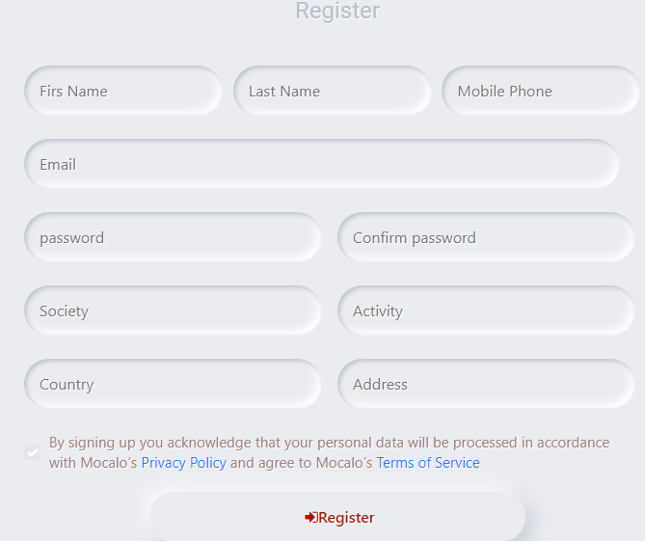 Register
Firs Name Last Name Mobile Phone
Email
password Confirm password
Society Activity
Country Address
By signing up you acknowledge that your personal data will be processed in accordance
with Mocalo’s Privacy Policy and agree to Mocalo’s Terms of Service
Register